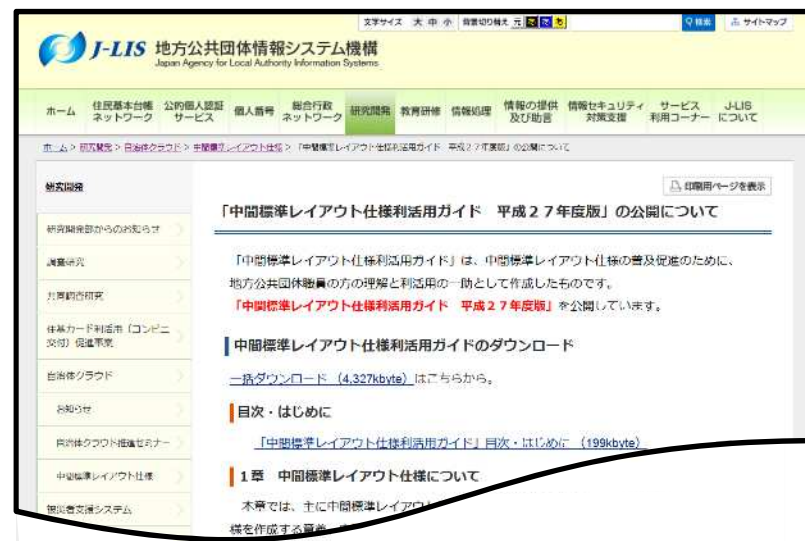 文字サイズ 大 中 小 背景切り替え 元 あ あ あ
検索 サイトマップ
J-LIS 地方公共団体情報システム機構
Japan Agency for Local Authority Information Systems
ホーム 住民基本台帳ネットワーク 公的個人認証サービス 個人番号 総合行政ネットワーク 研究開発 教育研修 情報処理 情報の提供及び助言 情報セキュリティ対策支援 サービス利用コーナー J-LISについて
ホーム > 研究開発 > 自治体クラウド > 中間標準レイアウト仕様 > 「中間標準レイアウト仕様利活用ガイド 平成27年度版」の公開について
研究開発
印刷用ページを表示
「中間標準レイアウト仕様利活用ガイド 平成27年度版」の公開について
研究開発部からのお知らせ
調査研究
共同調査研究
住基カード利活用（コンビニ
交付）促進事業
自治体クラウド
お知らせ
自治体クラウド推進セミナー
中間標準レイアウト仕様
被災者支援システム
「中間標準レイアウト仕様利活用ガイド」は、中間標準レイアウト仕様の普及促進のために、
地方公共団体職員の方の理解と利活用の一助として作成したものです。
「中間標準レイアウト仕様利活用ガイド 平成27年度版」を公開しています。
中間標準レイアウト仕様利活用ガイドのダウンロード
一括ダウンロード（4,327kbyte）はこちらから。
目次・はじめに
「中間標準レイアウト仕様利活用ガイド」目次・はじめに （199kbyte）
1章 中間標準レイアウト仕様について
本章では、主に中間標準レイアウト
様を作成する意義